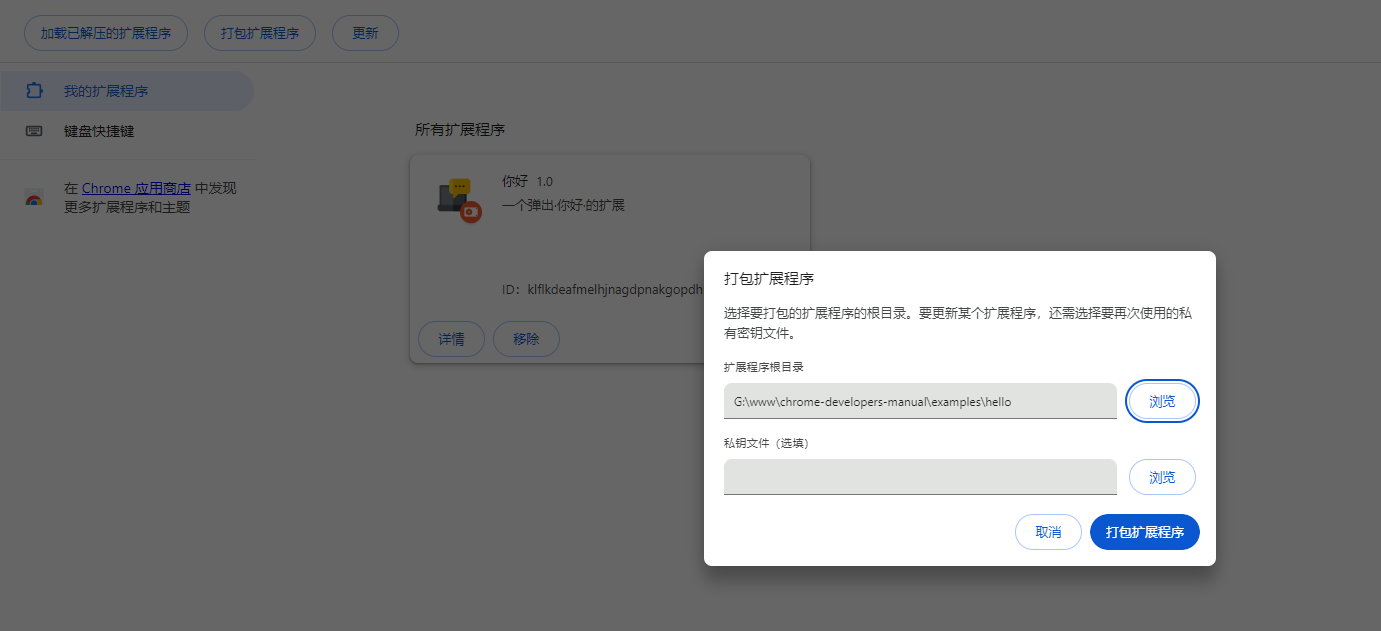 加载已解压的扩展程序
打包扩展程序
更新
我的扩展程序
键盘快捷键
在 Chrome 应用商店 中发现
更多扩展程序和主题
所有扩展程序
你好 1.0
一个弹出·你好·的扩展
ID：klflkdeafmelhjnagdpnakgopdh
详情
移除
打包扩展程序
选择要打包的扩展程序的根目录。要更新某个扩展程序，还需选择要再次使用的私
有密钥文件。
扩展程序根目录
G:\www\chrome-developers-manual\examples\hello
浏览
私钥文件（选填）
浏览
取消
打包扩展程序